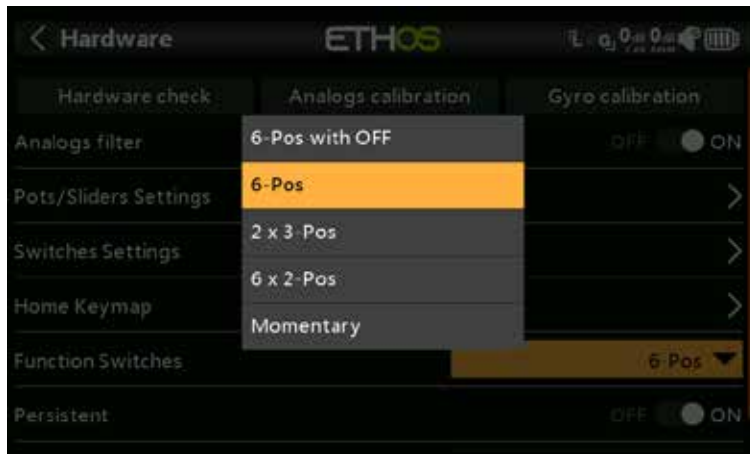 Hardware ETHOS
Hardware check Analogs calibration Gyro calibration
Analogs filter OFF ON
Pots/Sliders Settings
Switches Settings
Home Keymap
Function Switches 6-Pos
Persistent OFF ON
6-Pos with OFF
6-Pos
2 x 3-Pos
6 x 2-Pos
Momentary